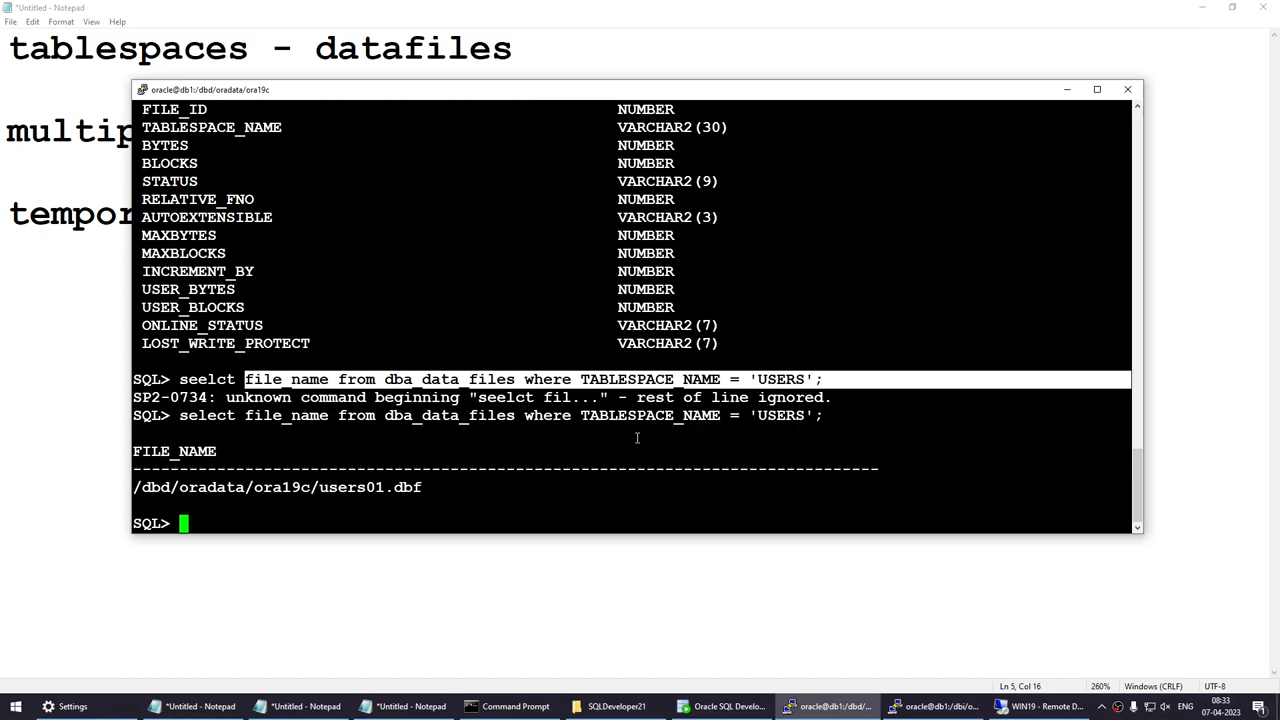 *Untitled - Notepad
File Edit Format View Help
tablespaces - datafiles
oracle@db1:/dbd/oradata/ora19c
FILE_ID NUMBER
multip
TABLESPACE_NAME VARCHAR2(30)
BYTES NUMBER
BLOCKS NUMBER
STATUS VARCHAR2(9)
RELATIVE_FNO NUMBER
tempor
AUTOEXTENSIBLE VARCHAR2(3)
MAXBYTES NUMBER
MAXBLOCKS NUMBER
INCREMENT_BY NUMBER
USER_BYTES NUMBER
USER_BLOCKS NUMBER
ONLINE_STATUS VARCHAR2(7)
LOST_WRITE_PROTECT VARCHAR2(7)
SQL> seelct file_name from dba_data_files where TABLESPACE_NAME = 'USERS';
SP2-0734: unknown command beginning "seelct fil..." - rest of line ignored.
SQL> select file_name from dba_data_files where TABLESPACE_NAME = 'USERS';
FILE_NAME
--------------------------------------------------------------------------------
/dbd/oradata/ora19c/users01.dbf
SQL>
Ln 5, Col 16 260% Windows (CRLF) UTF-8
Settings *Untitled - Notepad *Untitled - Notepad *Untitled - Notepad Command Prompt SQLDeveloper21 Oracle SQL Develo... oracle@db1:/dbd/... oracle@db1:/db/o... WIN19 - Remote D... ENG 08:33
07-04-2023